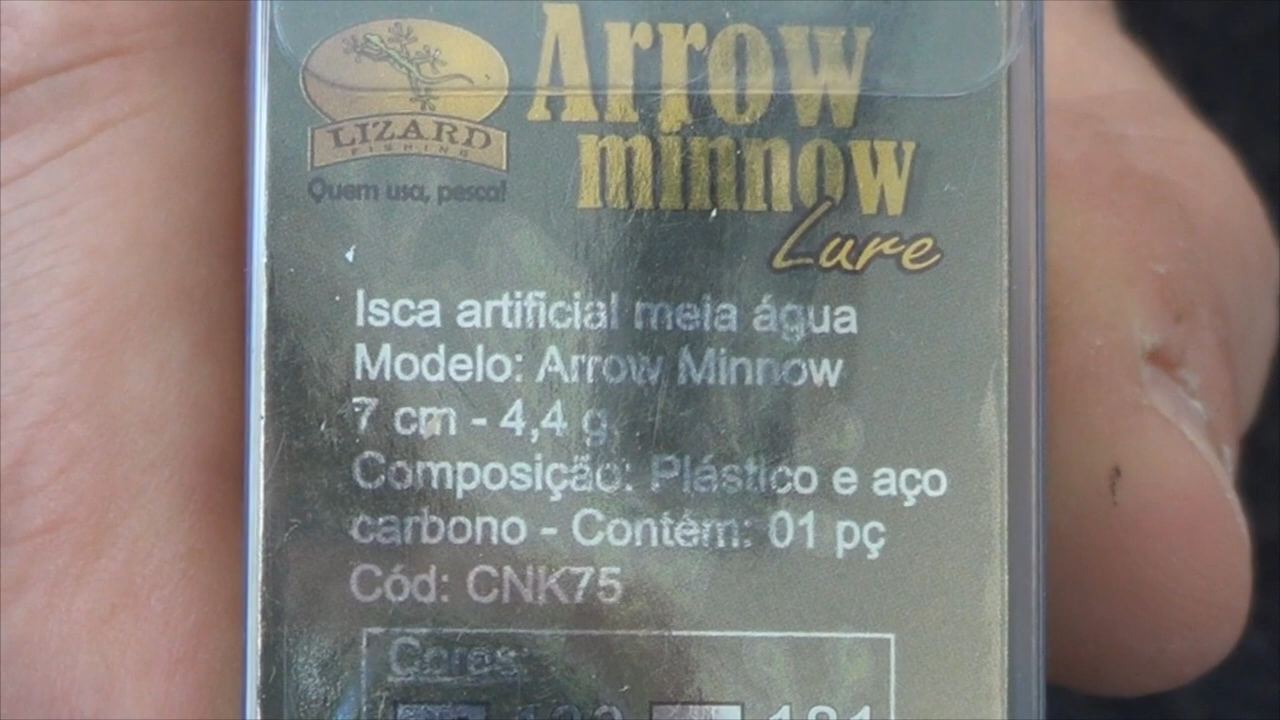 LIZARD
FISHING
Quem usa, pesca!
Arrow
minnow
Lure
Isca artificial meia água
Modelo: Arrow Minnow
7 cm - 4,4 g
Composição: Plástico e aço
carbono - Contém: 01 pç
Cód: CNK75
Cores: